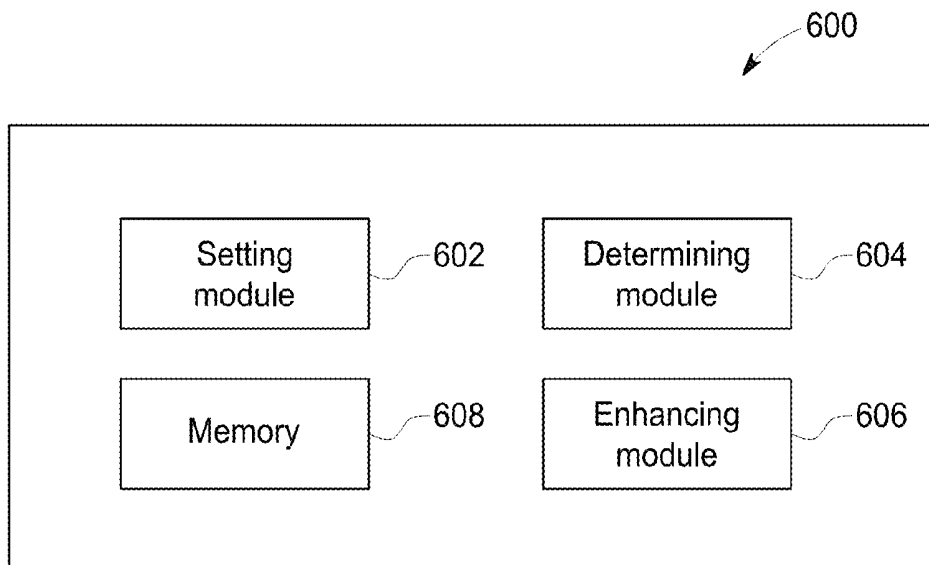 600
Setting
module
602
Determining
module
604
Memory
608
Enhancing
module
606